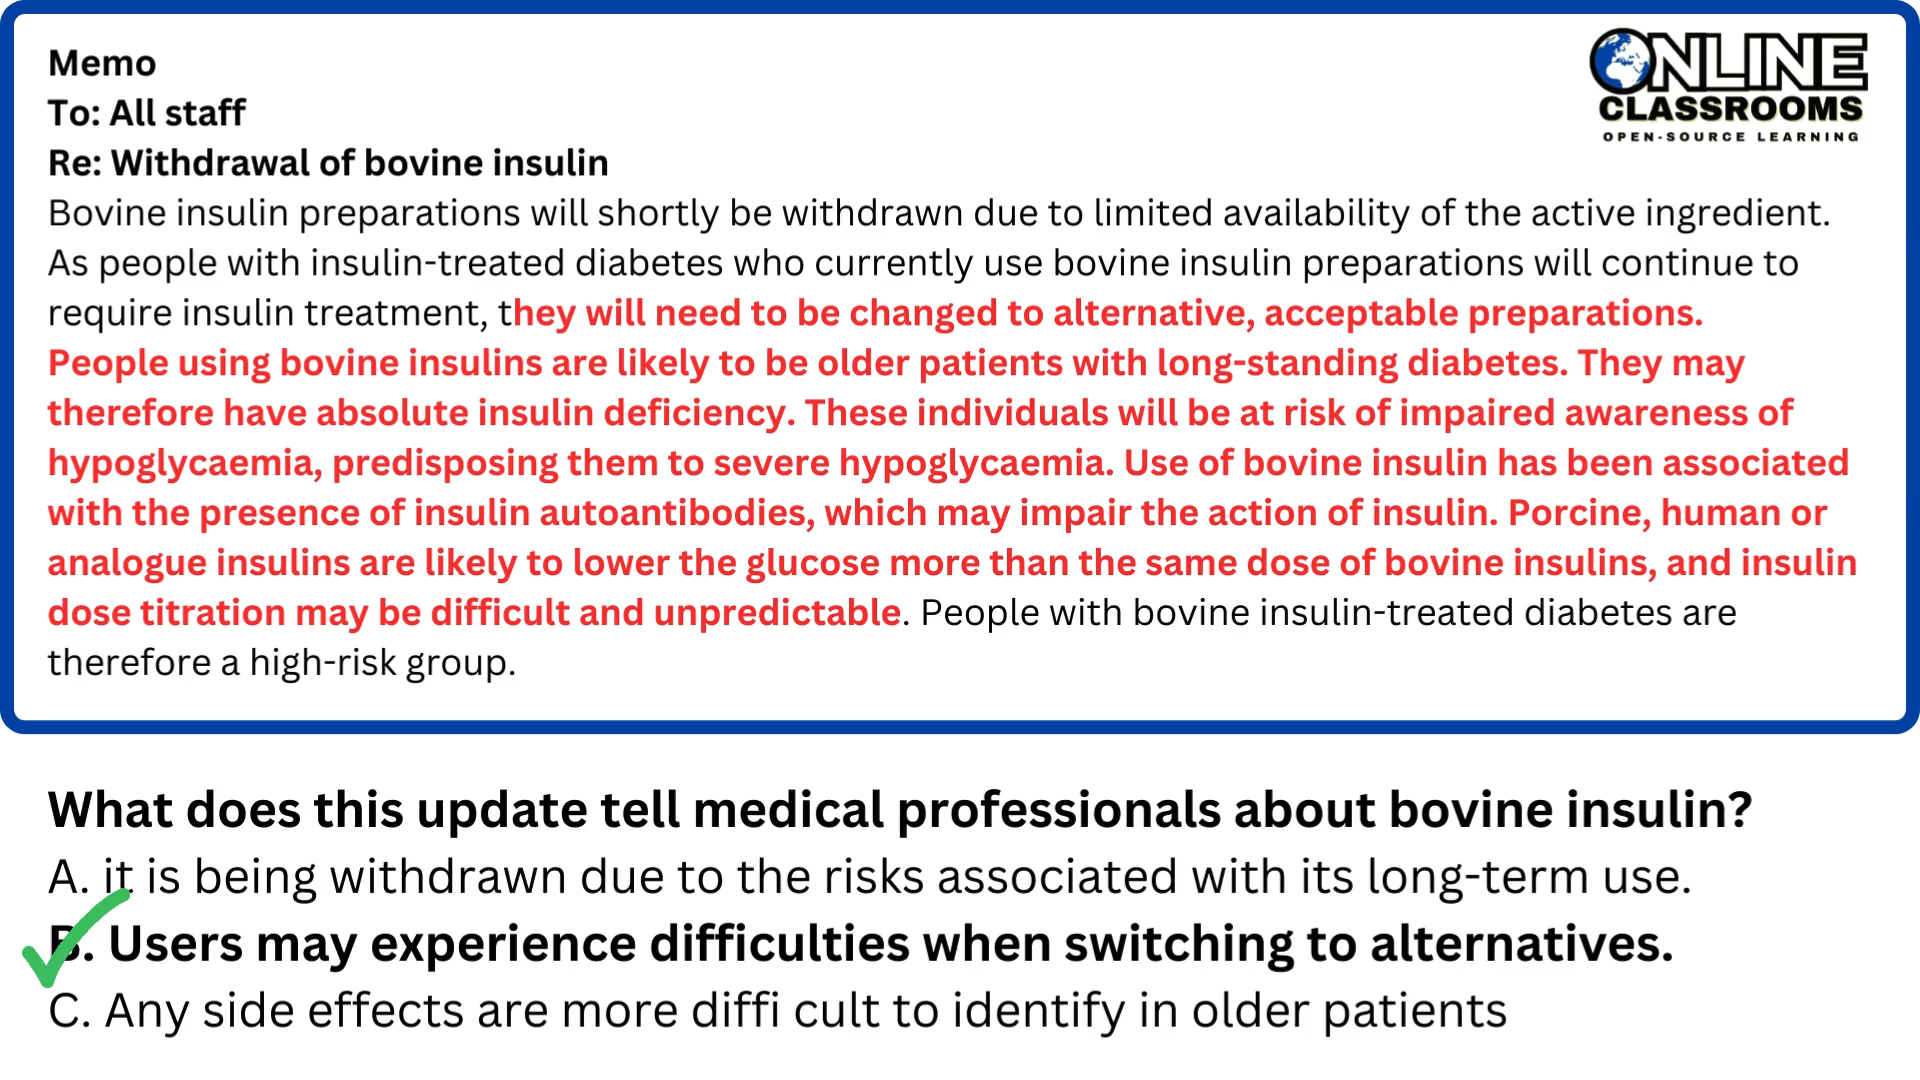 Memo
To: All staff
Re: Withdrawal of bovine insulin
ONLINE
CLASSROOMS
OPEN-SOURCE LEARNING
Bovine insulin preparations will shortly be withdrawn due to limited availability of the active ingredient.
As people with insulin-treated diabetes who currently use bovine insulin preparations will continue to
require insulin treatment, they will need to be changed to alternative, acceptable preparations.
People using bovine insulins are likely to be older patients with long-standing diabetes. They may
therefore have absolute insulin deficiency. These individuals will be at risk of impaired awareness of
hypoglycaemia, predisposing them to severe hypoglycaemia. Use of bovine insulin has been associated
with the presence of insulin autoantibodies, which may impair the action of insulin. Porcine, human or
analogue insulins are likely to lower the glucose more than the same dose of bovine insulins, and insulin
dose titration may be difficult and unpredictable. People with bovine insulin-treated diabetes are
therefore a high-risk group.
What does this update tell medical professionals about bovine insulin?
A. it is being withdrawn due to the risks associated with its long-term use.
B. Users may experience difficulties when switching to alternatives.
C. Any side effects are more diffi cult to identify in older patients